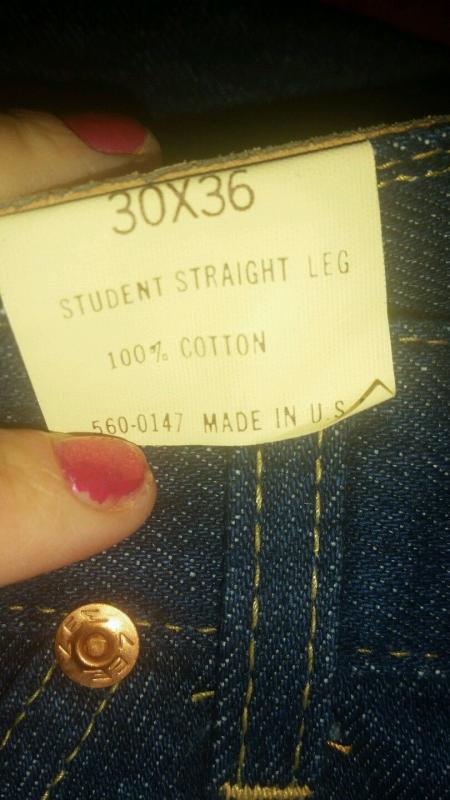 30X36
STUDENT STRAIGHT LEG
100% COTTON
560-0147 MADE IN U.S